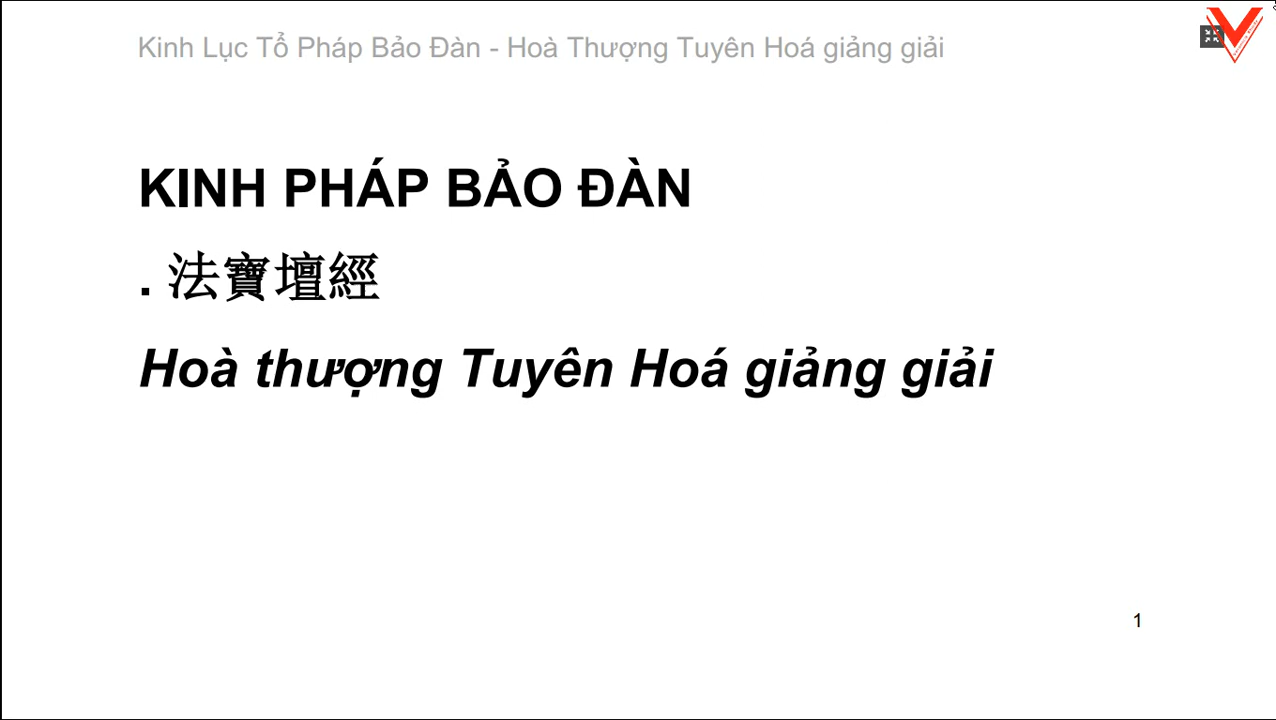 Kinh Lục Tổ Pháp Bảo Đàn - Hoà Thượng Tuyên Hoá giảng giải
KINH PHÁP BẢO ĐÀN
. 法寶壇經
Hoà thượng Tuyên Hoá giảng giải
1